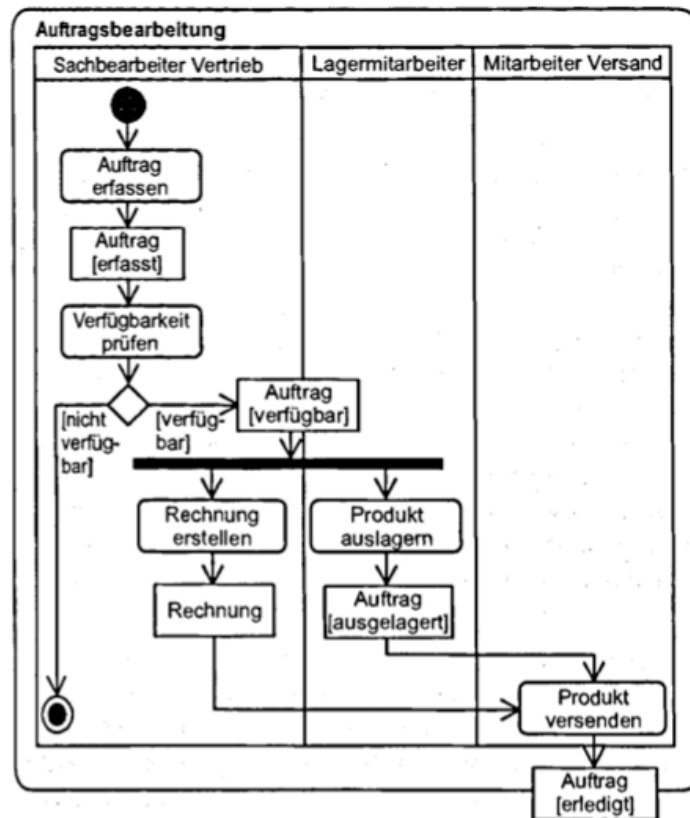 Auftragsbearbeitung
Sachbearbeiter Vertrieb
Lagermitarbeiter
Mitarbeiter Versand
Auftrag
erfassen
Auftrag
[erfasst]
Verfügbarkeit
prüfen
[nicht
verfüg-
bar]
[verfüg-
bar]
Auftrag
[verfügbar]
Rechnung
erstellen
Produkt
auslagern
Rechnung
Auftrag
[ausgelagert]
Produkt
versenden
Auftrag
[erledigt]